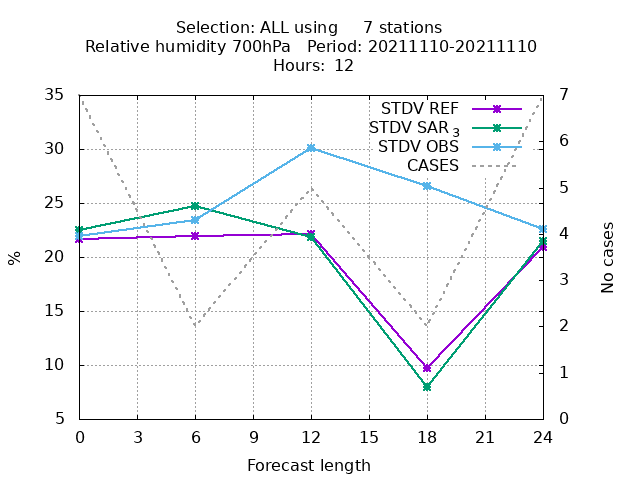 Selection: ALL using     7 stations
Relative humidity 700hPa   Period: 20211110-20211110
Hours:  12
STDV REF
STDV SAR 3
STDV OBS
CASES
35
30
25
20
15
10
5
7
6
5
4
3
2
1
0
%
No cases
0 3 6 9 12 15 18 21 24
Forecast length